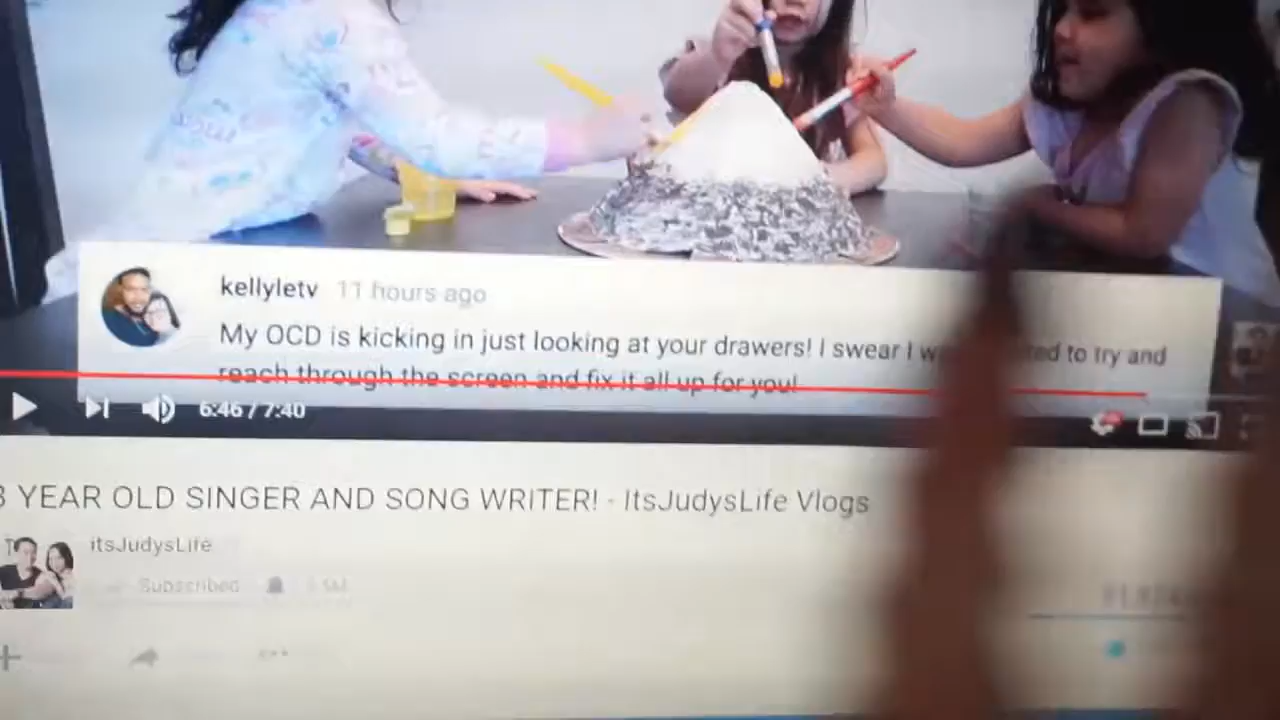 kellyletv 11 hours ago
My OCD is kicking in just looking at your drawers! I swear I to try and
reach through the screen and fix it all up for you!
6:46 / 7:40
3 YEAR OLD SINGER AND SONG WRITER! - ItsJudysLife Vlogs
itsJudysLife
Subscribed